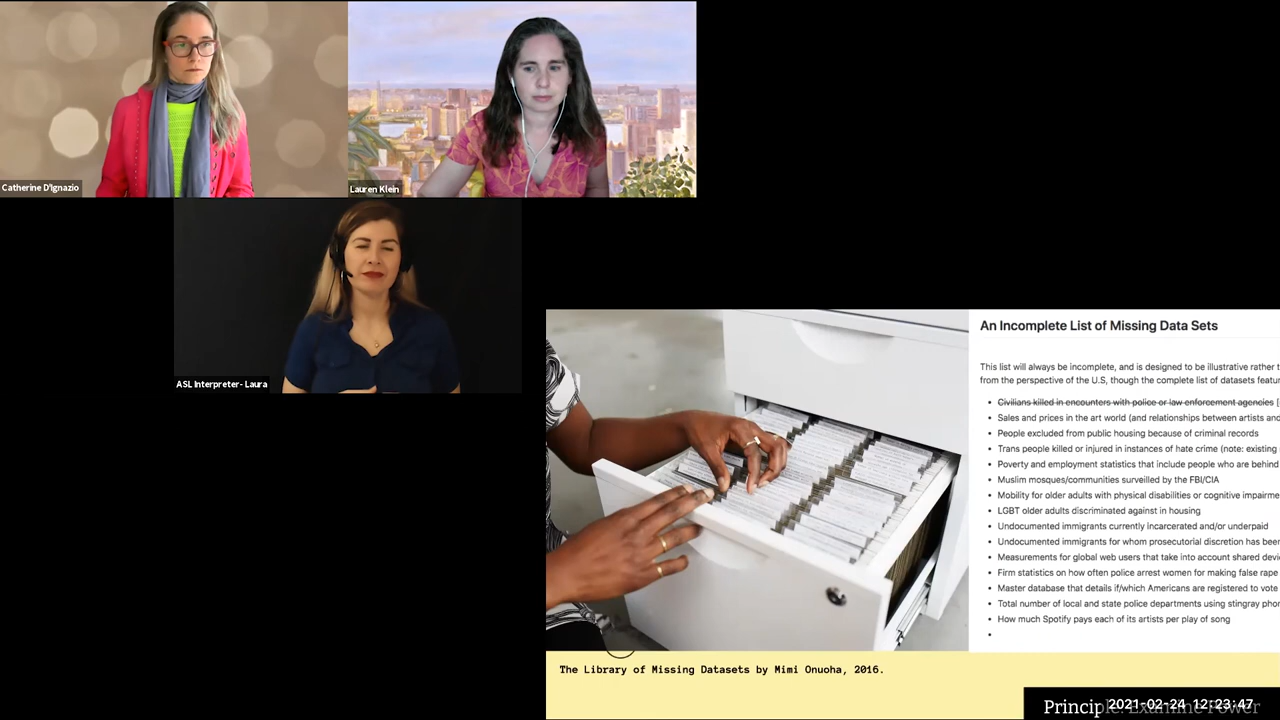 Catherine D'Ignazio
Lauren Klein
ASL Interpreter- Laura
An Incomplete List of Missing Data Sets
This list will always be incomplete, and is designed to be illustrative rather
from the perspective of the U.S, though the complete list of datasets
• Civilians killed in encounters with police or law enforcement agencies [
• Sales and prices in the art world (and relationships between artists and
• People excluded from public housing because of criminal records
• Trans people killed or injured in instances of hate crime (note: existing
• Poverty and employment statistics that include people who are behind
• Muslim mosques/communities surveilled by the FBI/CIA
• Mobility for older adults with physical disabilities or cognitive impairme
• LGBT older adults discriminated against in housing
• Undocumented immigrants currently incarcerated and/or underpaid
• Undocumented immigrants for whom prosecutorial discretion has been
• Measurements for global web users that take into account shared devi
• Firm statistics on how often police arrest women for making false rape
• Master database that details if/which Americans are registered to vote
• Total number of local and state police departments using stingray phon
• How much Spotify pays each of its artists per play of song
•
The Library of Missing Datasets by Mimi Onuoha, 2016.
Principle: Examine Power
2021-02-24 12:23:47